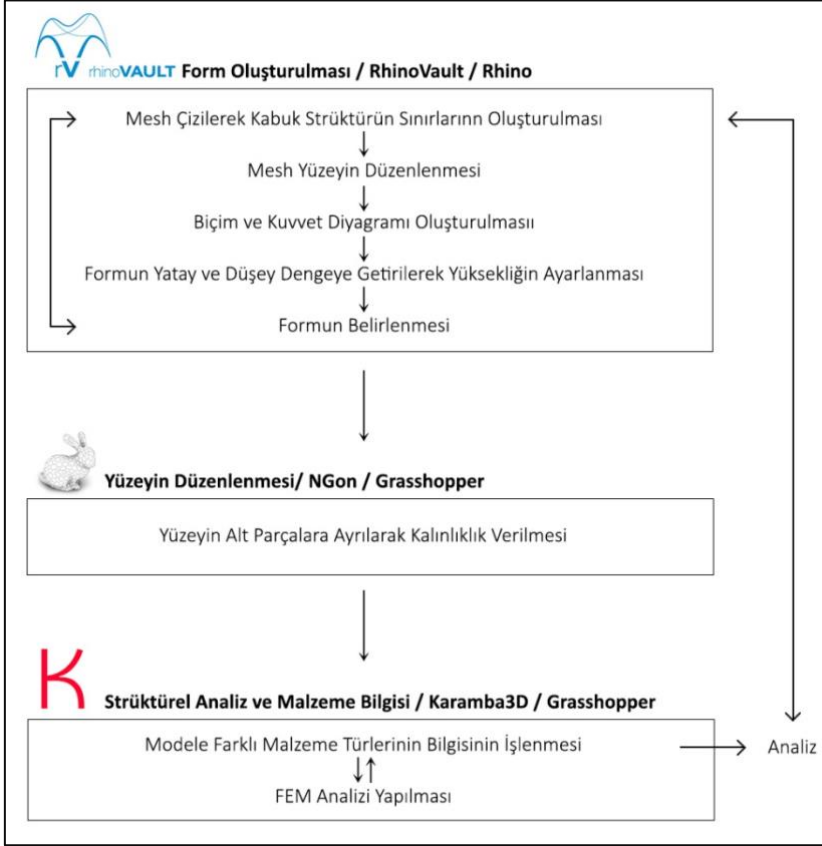 rV rhinoVAULT Form Oluşturulması / RhinoVault / Rhino
Mesh Çizilerek Kabuk Strüktürün Sınırlarınn Oluşturulması
Mesh Yüzeyin Düzenlenmesi
Biçim ve Kuvvet Diyagramı Oluşturulmasıı
Formun Yatay ve Düşey Dengeye Getirilerek Yüksekliğin Ayarlanması
Formun Belirlenmesi
Yüzeyin Düzenlenmesi/ NGon / Grasshopper
Yüzeyin Alt Parçalara Ayrılarak Kalınlıklık Verilmesi
Strüktürel Analiz ve Malzeme Bilgisi / Karamba3D / Grasshopper
Modele Farklı Malzeme Türlerinin Bilgisinin İşlenmesi
Analiz
FEM Analizi Yapılması